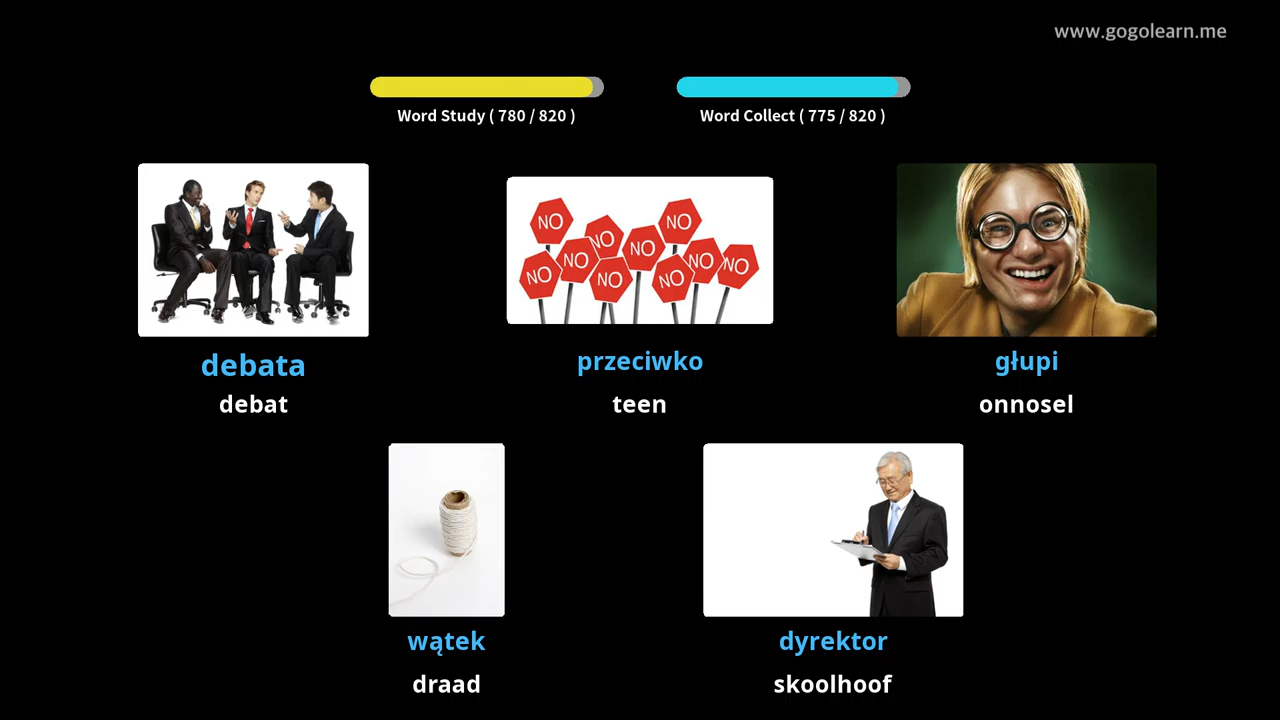 www.gogolearn.me
Word Study ( 780 / 820 )
Word Collect ( 775 / 820 )
NO
NO
NO
NO
NO
NO
NO
NO
NO
NO
debata
przeciwko
głupi
debat
teen
onnosel
wątek
dyrektor
draad
skoolhoof